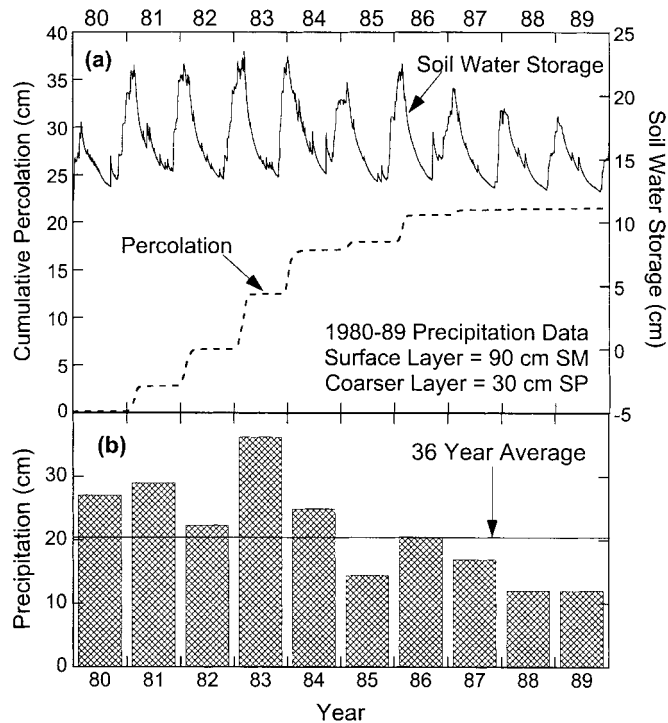 80 81 82 83 84 85 86 87 88 89
40
35
30
25
20
15
10
5
0
Cumulative Percolation (cm)
(a)
Soil Water Storage
Percolation
1980-89 Precipitation Data
Surface Layer = 90 cm SM
Coarser Layer = 30 cm SP
25
20
15
10
5
0
-5
Soil Water Storage (cm)
(b)
36 Year Average
30
20
10
0
Precipitation (cm)
80 81 82 83 84 85 86 87 88 89
Year